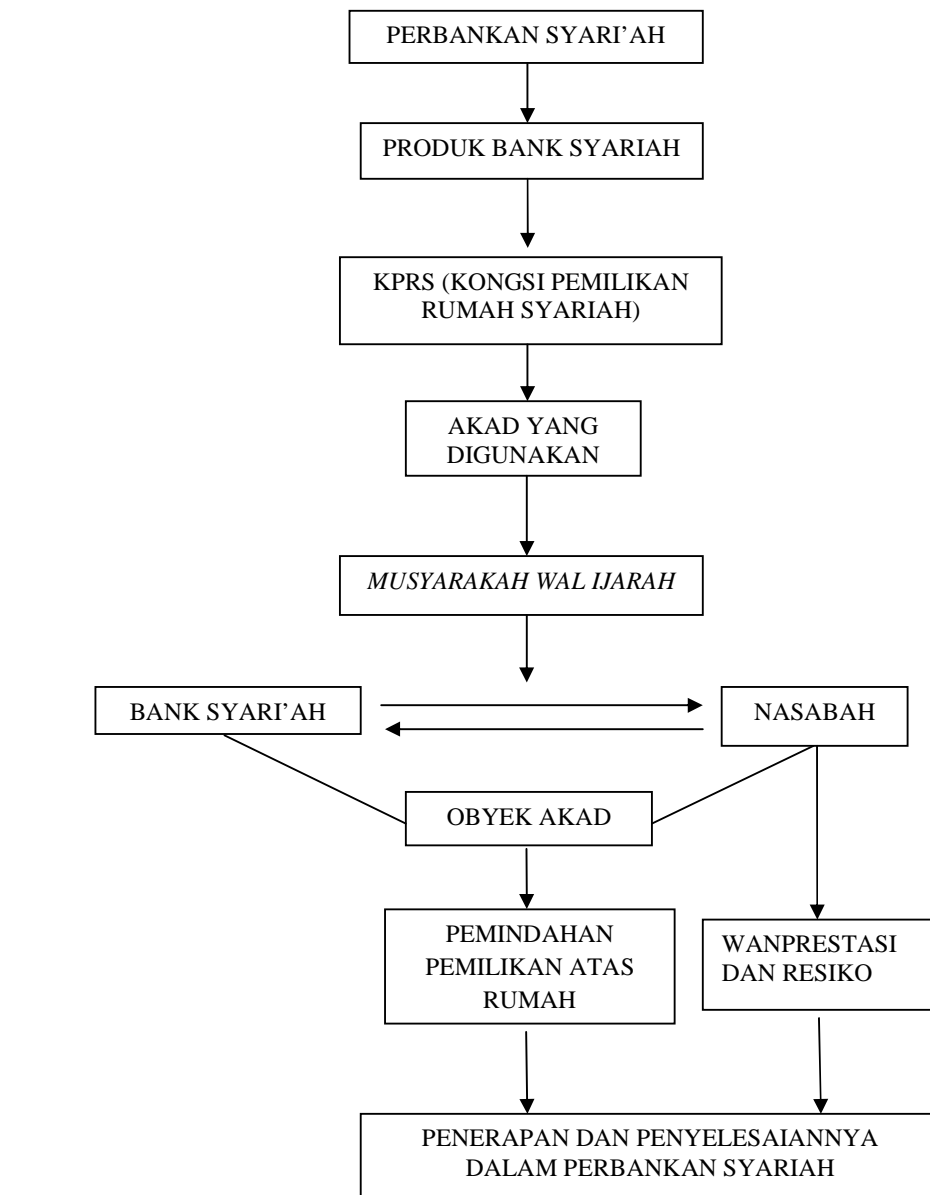 PERBANKAN SYARI’AH
PRODUK BANK SYARIAH
KPRS (KONGSI PEMILIKAN
RUMAH SYARIAH)
AKAD YANG
DIGUNAKAN
MUSYARAKAH WAL IJARAH
BANK SYARI’AH
NASABAH
OBYEK AKAD
PEMINDAHAN
PEMILIKAN ATAS
RUMAH
WANPRESTASI
DAN RESIKO
PENERAPAN DAN PENYELESAIANNYA
DALAM PERBANKAN SYARIAH